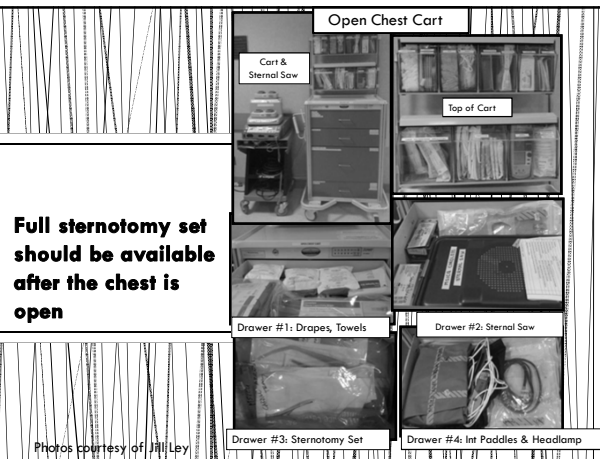 Open Chest Cart
Cart &
Sternal Saw
Top of Cart
Full sternotomy set
should be available
after the chest is
open
Drawer #1: Drapes, Towels
Drawer #2: Sternal Saw
Drawer #3: Sternotomy Set
Drawer #4: Int Paddles & Headlamp
Photos courtesy of Jill Ley